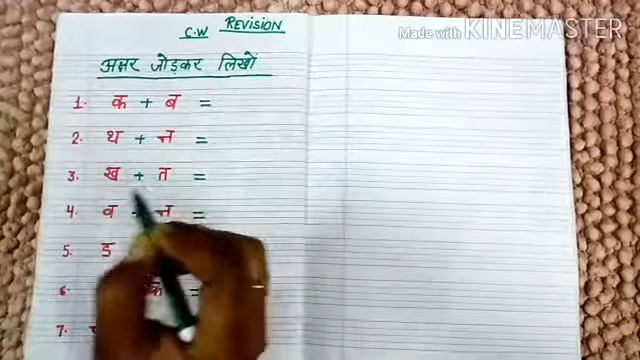 Made with KINEMASTER
C.W REVISION
अक्षर जोड़कर लिखों
1. क + ब =
2. थ + न =
3. ख + त =
4. व + न =
5. ड
6. =
7.